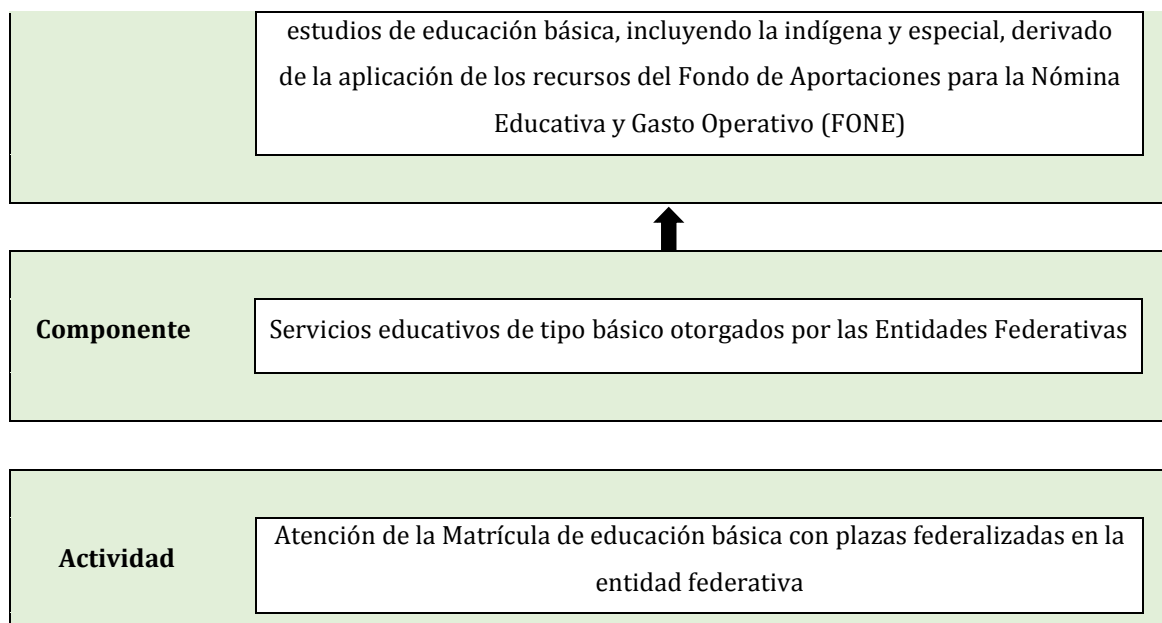 estudios de educación básica, incluyendo la indígena y especial, derivado
de la aplicación de los recursos del Fondo de Aportaciones para la Nómina
Educativa y Gasto Operativo (FONE)
Componente
Servicios educativos de tipo básico otorgados por las Entidades Federativas
Actividad
Atención de la Matrícula de educación básica con plazas federalizadas en la
entidad federativa